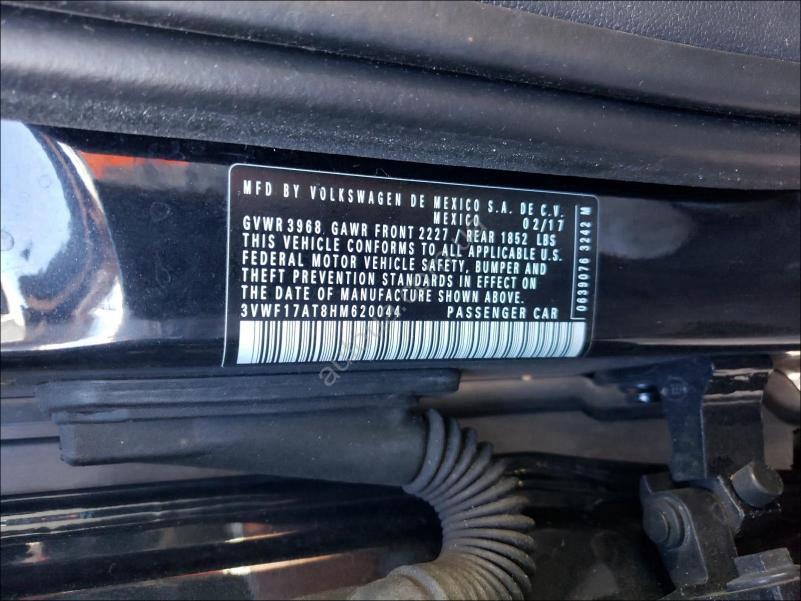 MFD BY VOLKSWAGEN DE MEXICO S.A. DE C.V.
MEXICO 02/17
GVWR 3968 GAWR FRONT 2227 REAR 1852 LBS
THIS VEHICLE CONFORMS TO ALL APPLICABLE U.S.
FEDERAL MOTOR VEHICLE SAFETY, BUMPER AND
THEFT PREVENTION STANDARDS IN EFFECT ON
THE DATE OF MANUFACTURE SHOWN ABOVE.
3VWF17AT8HM620044 PASSENGER CAR
0639076 3242 M